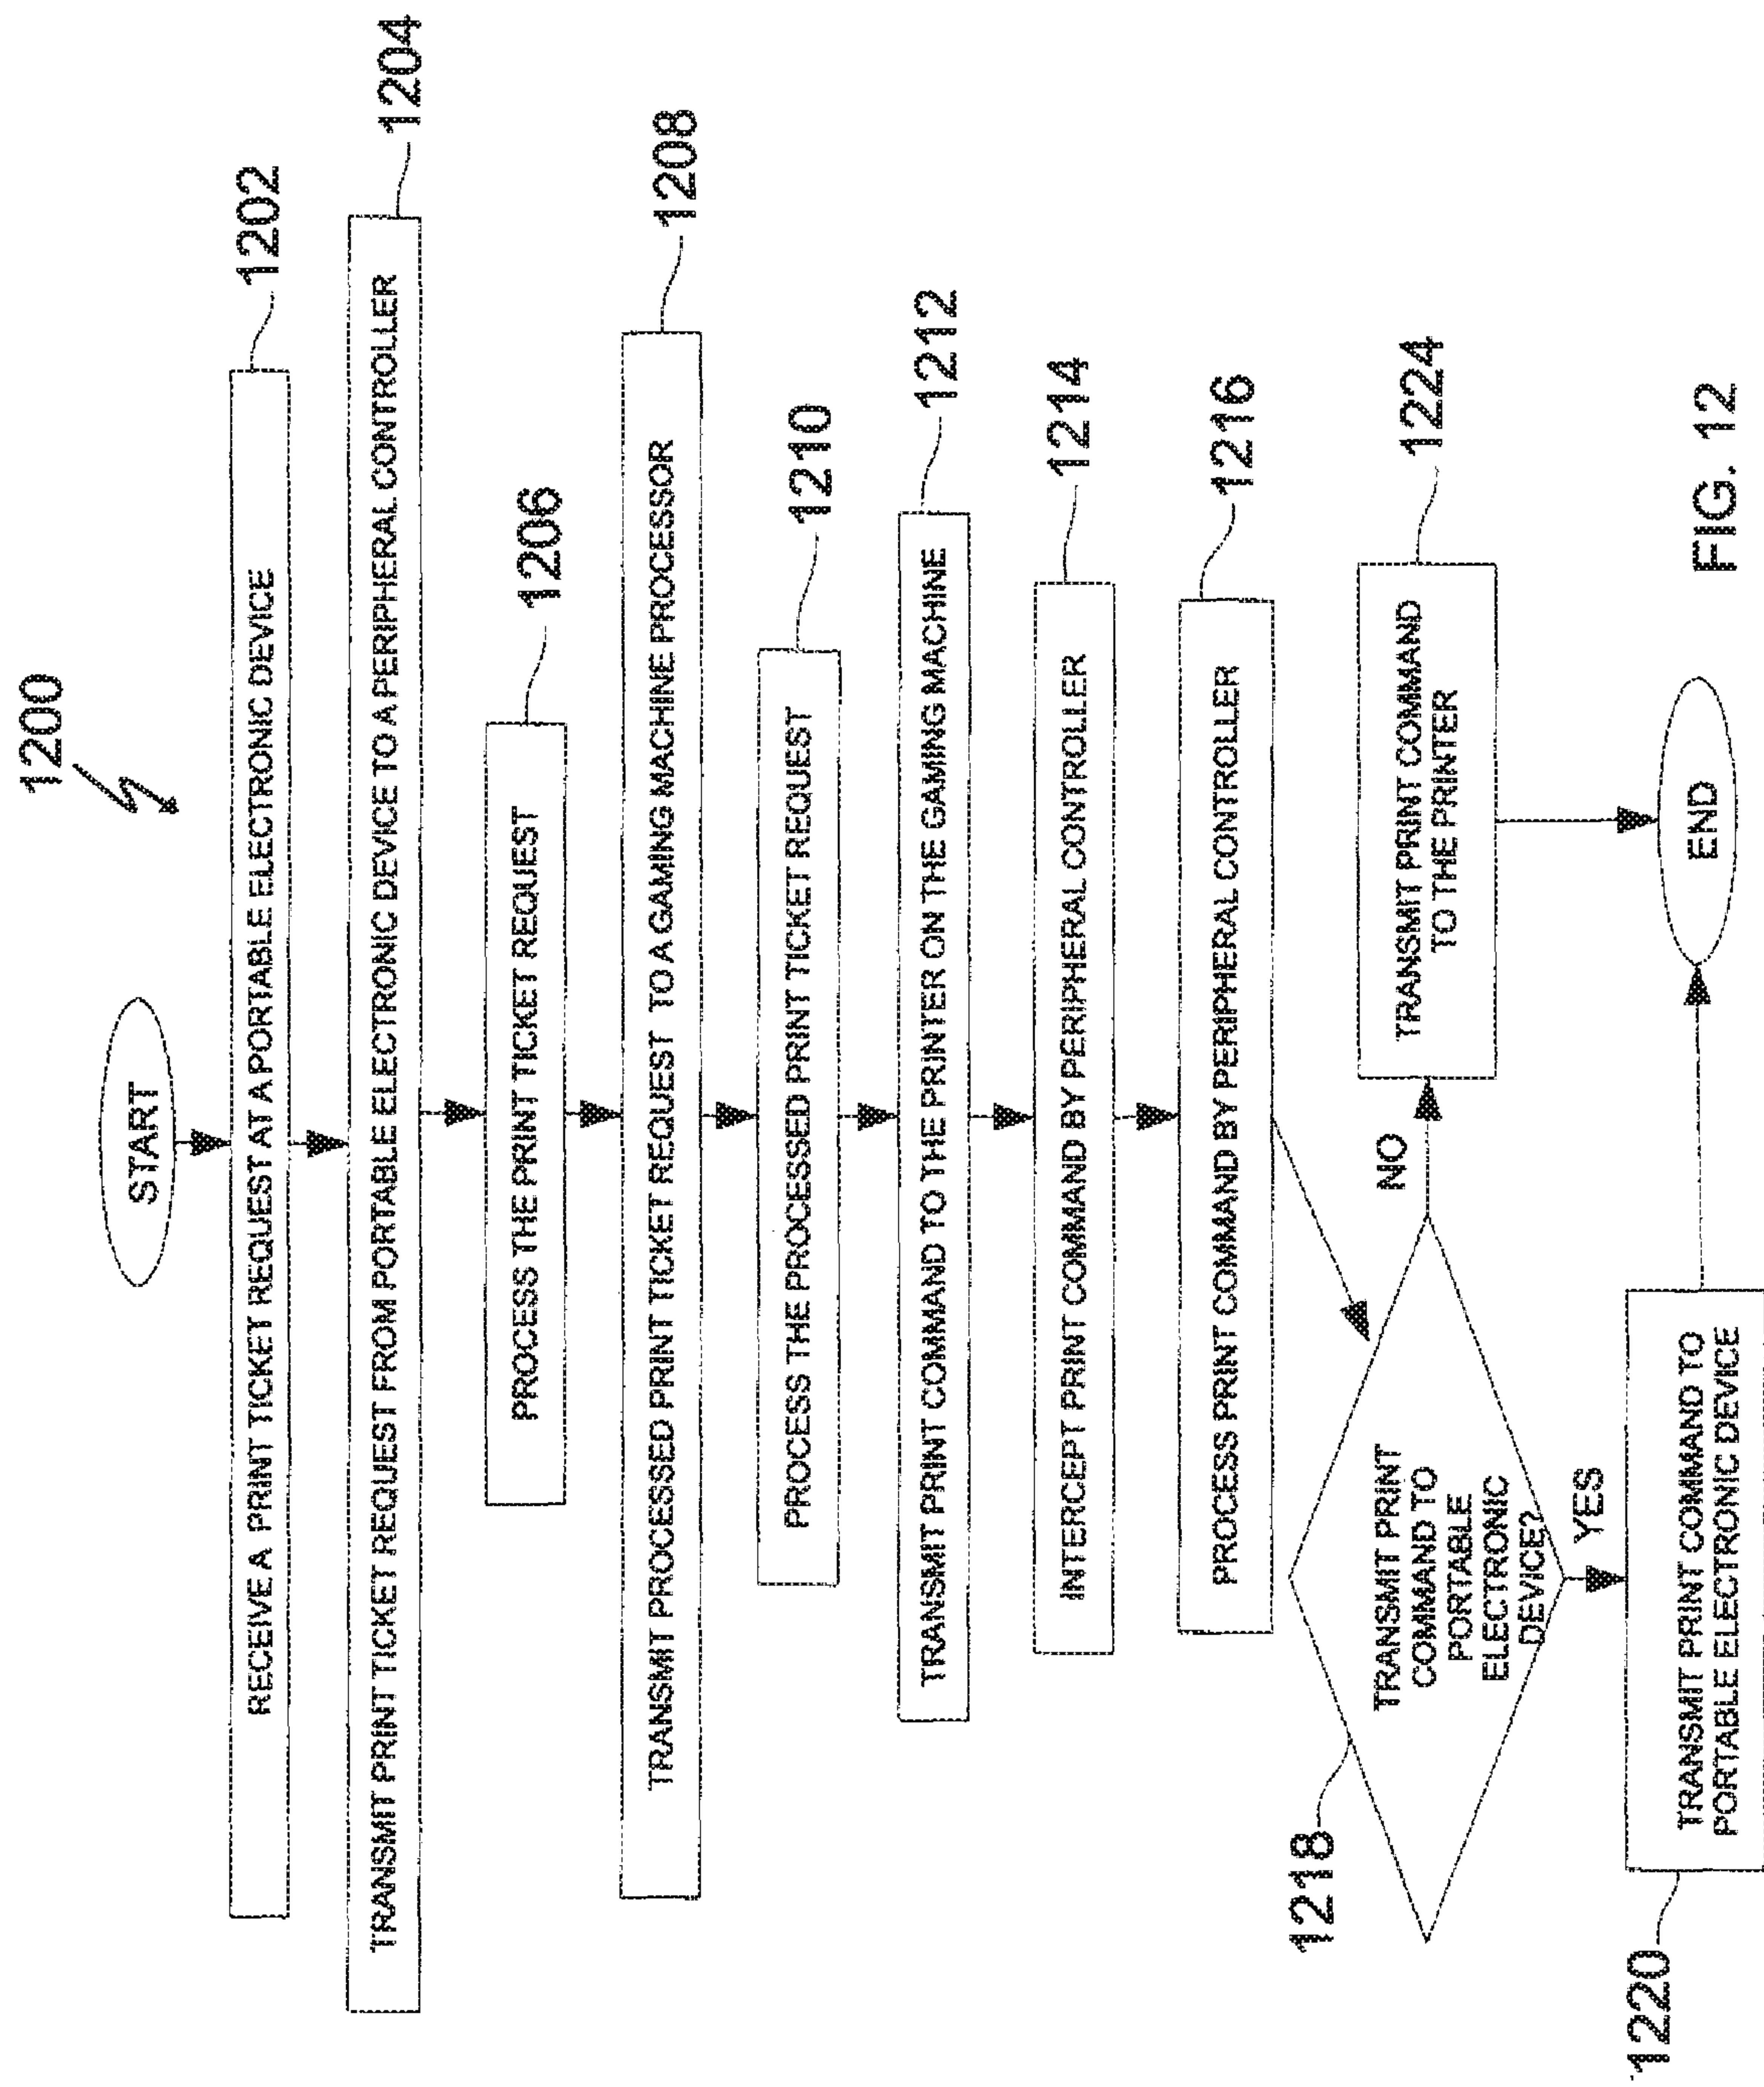 1200
START
RECEIVE A PRINT TICKET REQUEST AT A PORTABLE ELECTRONIC DEVICE
1202
TRANSMIT PRINT TICKET REQUEST FROM PORTABLE ELECTRONIC DEVICE TO A PERIPHERAL CONTROLLER
1204
PROCESS THE PRINT TICKET REQUEST
1206
TRANSMIT PROCESSED PRINT TICKET REQUEST TO A GAMING MACHINE PROCESSOR
1208
PROCESS THE PROCESSED PRINT TICKET REQUEST
1210
TRANSMIT PRINT COMMAND TO THE PRINTER ON THE GAMING MACHINE
1212
INTERCEPT PRINT COMMAND BY PERIPHERAL CONTROLLER
1214
PROCESS PRINT COMMAND BY PERIPHERAL CONTROLLER
1216
1218
TRANSMIT PRINT
COMMAND TO
PORTABLE
ELECTRONIC
DEVICE?
NO
TRANSMIT PRINT COMMAND
TO THE PRINTER
1224
YES
1220
TRANSMIT PRINT COMMAND TO
PORTABLE ELECTRONIC DEVICE
END
FIG. 12